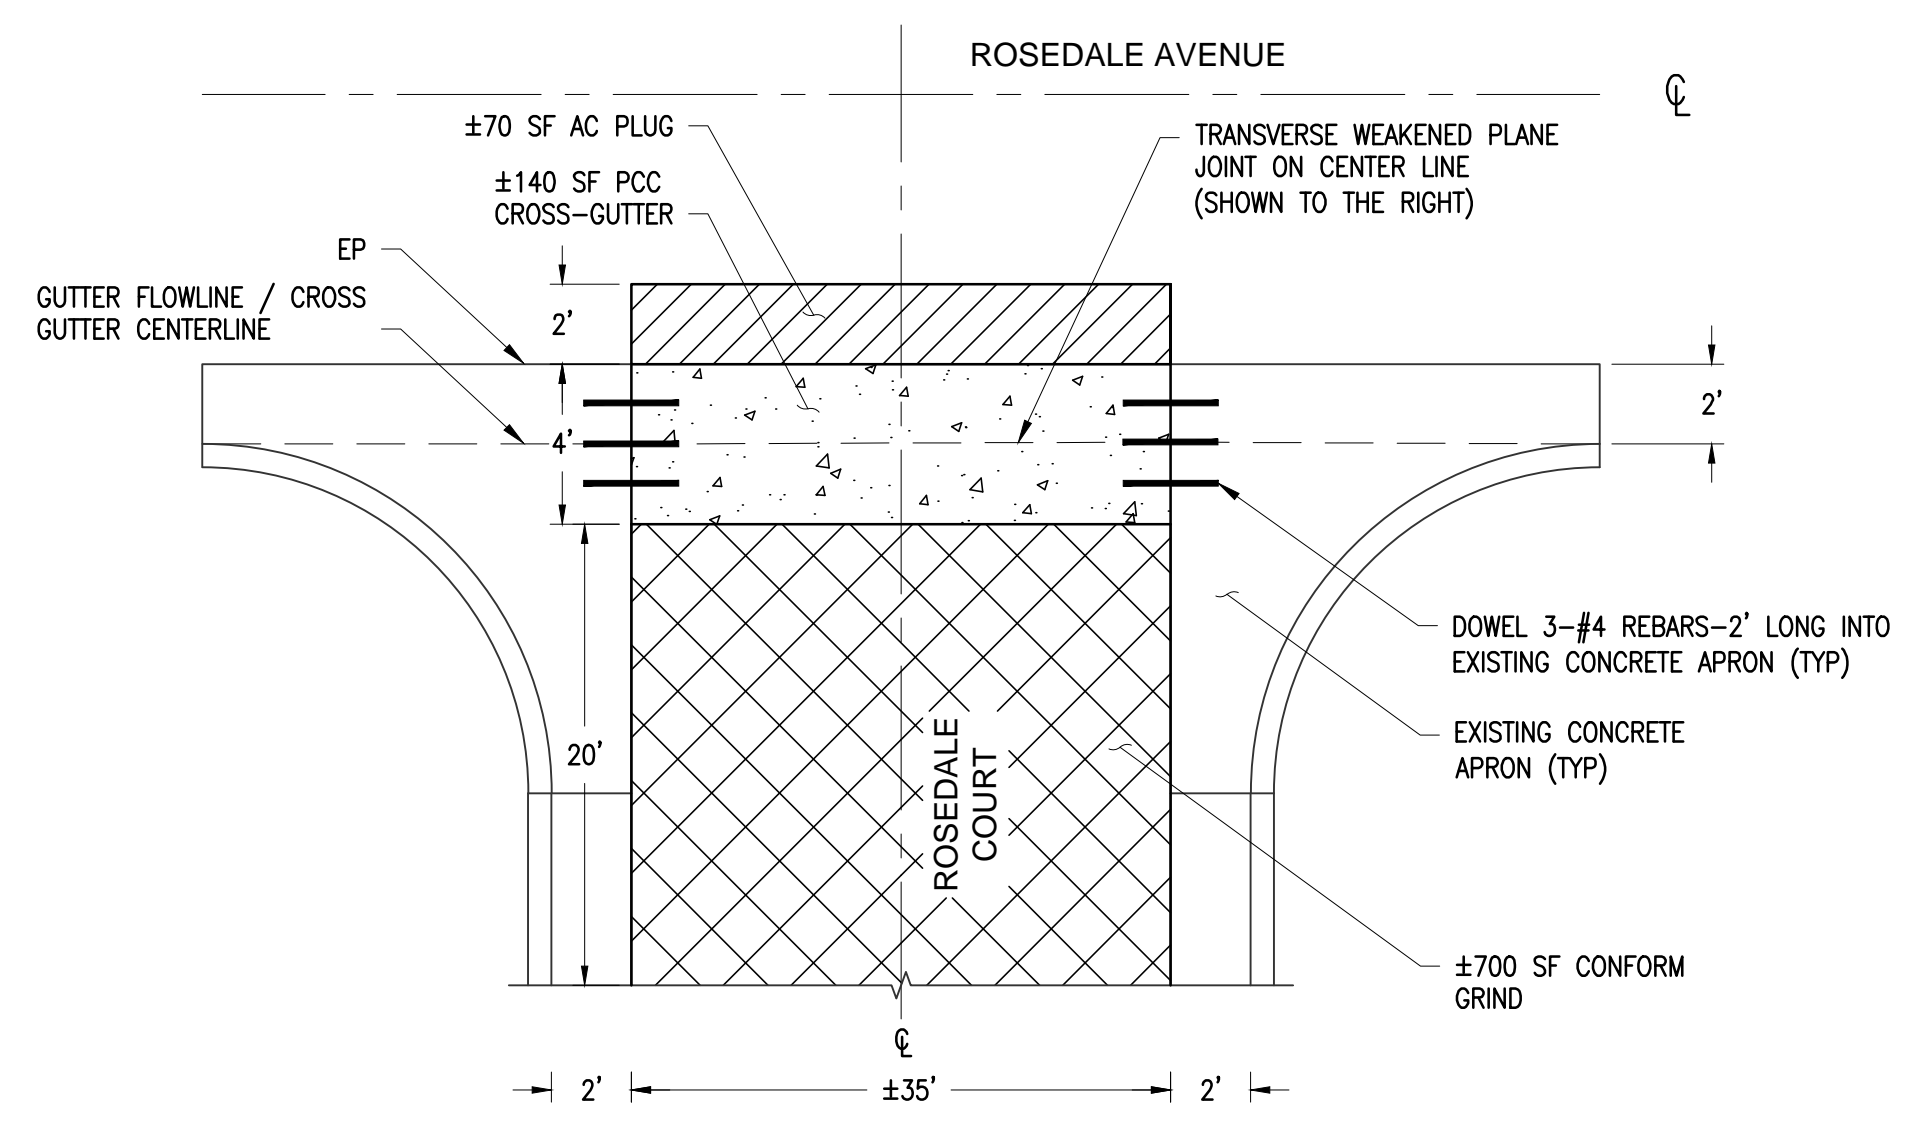 ROSEDALE AVENUE
℄
±70 SF AC PLUG
±140 SF PCC
CROSS-GUTTER
TRANSVERSE WEAKENED PLANE
JOINT ON CENTER LINE
(SHOWN TO THE RIGHT)
EP
GUTTER FLOWLINE / CROSS
GUTTER CENTERLINE
2'
4'
2'
DOWEL 3-#4 REBARS-2' LONG INTO
EXISTING CONCRETE APRON (TYP)
EXISTING CONCRETE
APRON (TYP)
20'
ROSEDALE
COURT
±700 SF CONFORM
GRIND
℄
2'
±35'
2'